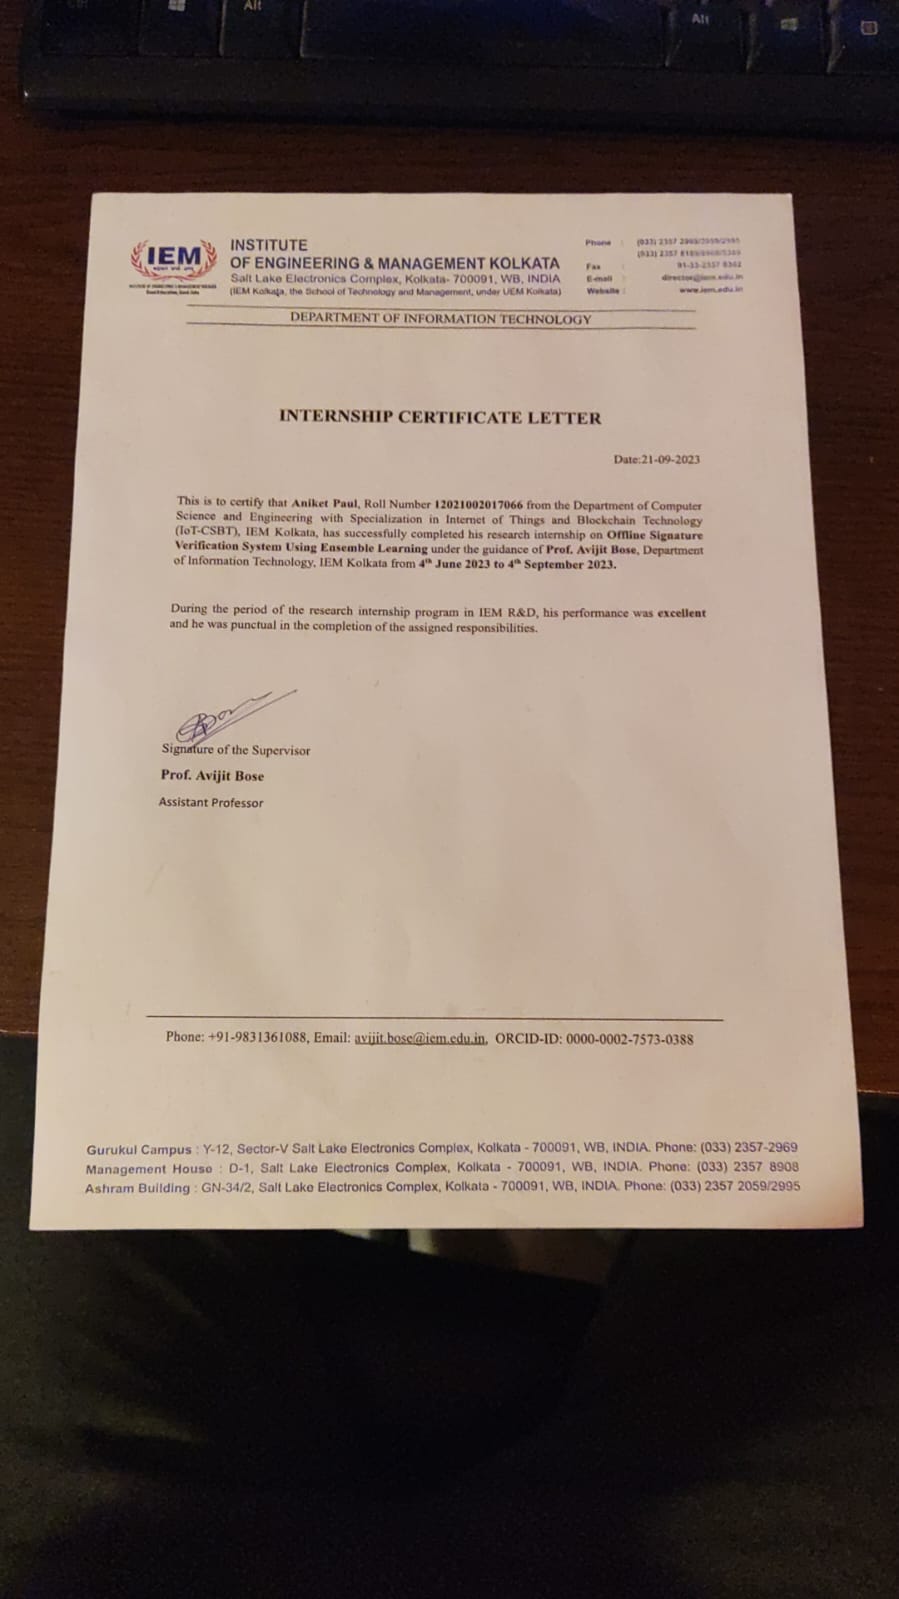 Alt
Alt
IEM
INSTITUTE
OF ENGINEERING & MANAGEMENT KOLKATA
Salt Lake Electronics Complex, Kolkata- 700091, WB, INDIA
(IEM Kolkata, the School of Technology and Management, under UEM Kolkata)
Phone : (033) 2357 2969/2059/2995
(033) 2357
Fax : 91-33-2357 8302
E-mail : director@iem.edu.in
Website : www.iem.edu.in
DEPARTMENT OF INFORMATION TECHNOLOGY
INTERNSHIP CERTIFICATE LETTER
Date:21-09-2023
This is to certify that Aniket Paul, Roll Number 12021002017066 from the Department of Computer
Science and Engineering with Specialization in Internet of Things and Blockchain Technology
(IoT-CSBT), IEM Kolkata, has successfully completed his research internship on Offline Signature
Verification System Using Ensemble Learning under the guidance of Prof. Avijit Bose, Department
of Information Technology, IEM Kolkata from 4th June 2023 to 4th September 2023.
During the period of the research internship program in IEM R&D, his performance was excellent
and he was punctual in the completion of the assigned responsibilities.
Signature of the Supervisor
Prof. Avijit Bose
Assistant Professor
Phone: +91-9831361088, Email: avijit.bose@iem.edu.in, ORCID-ID: 0000-0002-7573-0388
Gurukul Campus : Y-12, Sector-V Salt Lake Electronics Complex, Kolkata - 700091, WB, INDIA. Phone: (033) 2357-2969
Management House : D-1, Salt Lake Electronics Complex, Kolkata - 700091, WB, INDIA. Phone: (033) 2357 8908
Ashram Building : GN-34/2, Salt Lake Electronics Complex, Kolkata - 700091, WB, INDIA. Phone: (033) 2357 2059/2995